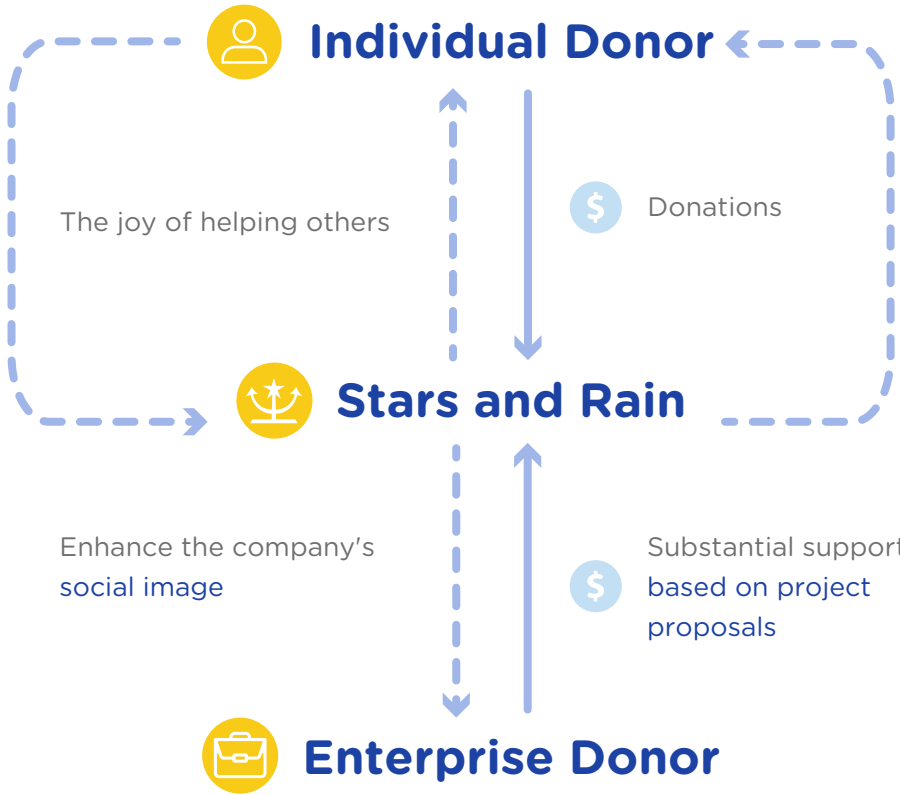 Individual Donor
The joy of helping others
$
Donations
Stars and Rain
Enhance the company's
social image
$
Substantial support
based on project
proposals
Enterprise Donor